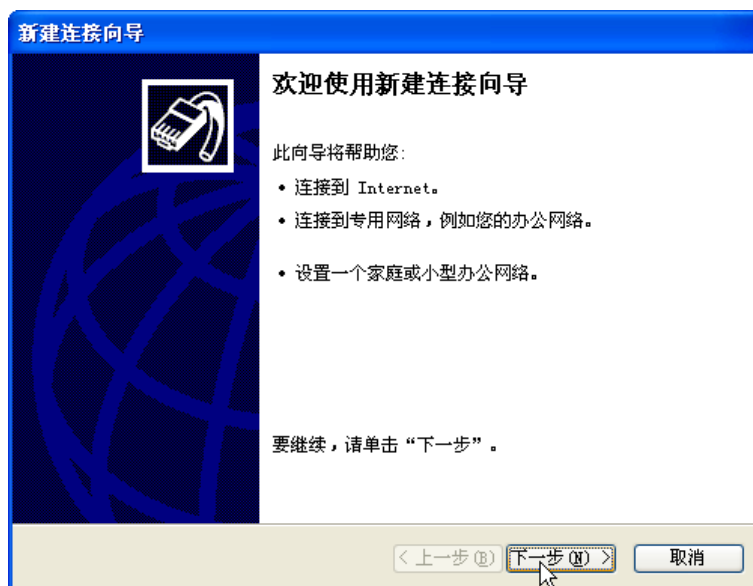 新建连接向导
欢迎使用新建连接向导
此向导将帮助您:
• 连接到 Internet。
• 连接到专用网络，例如您的办公网络。
• 设置一个家庭或小型办公网络。
要继续，请单击“下一步”。
< 上一步(B) 下一步(N) > 取消